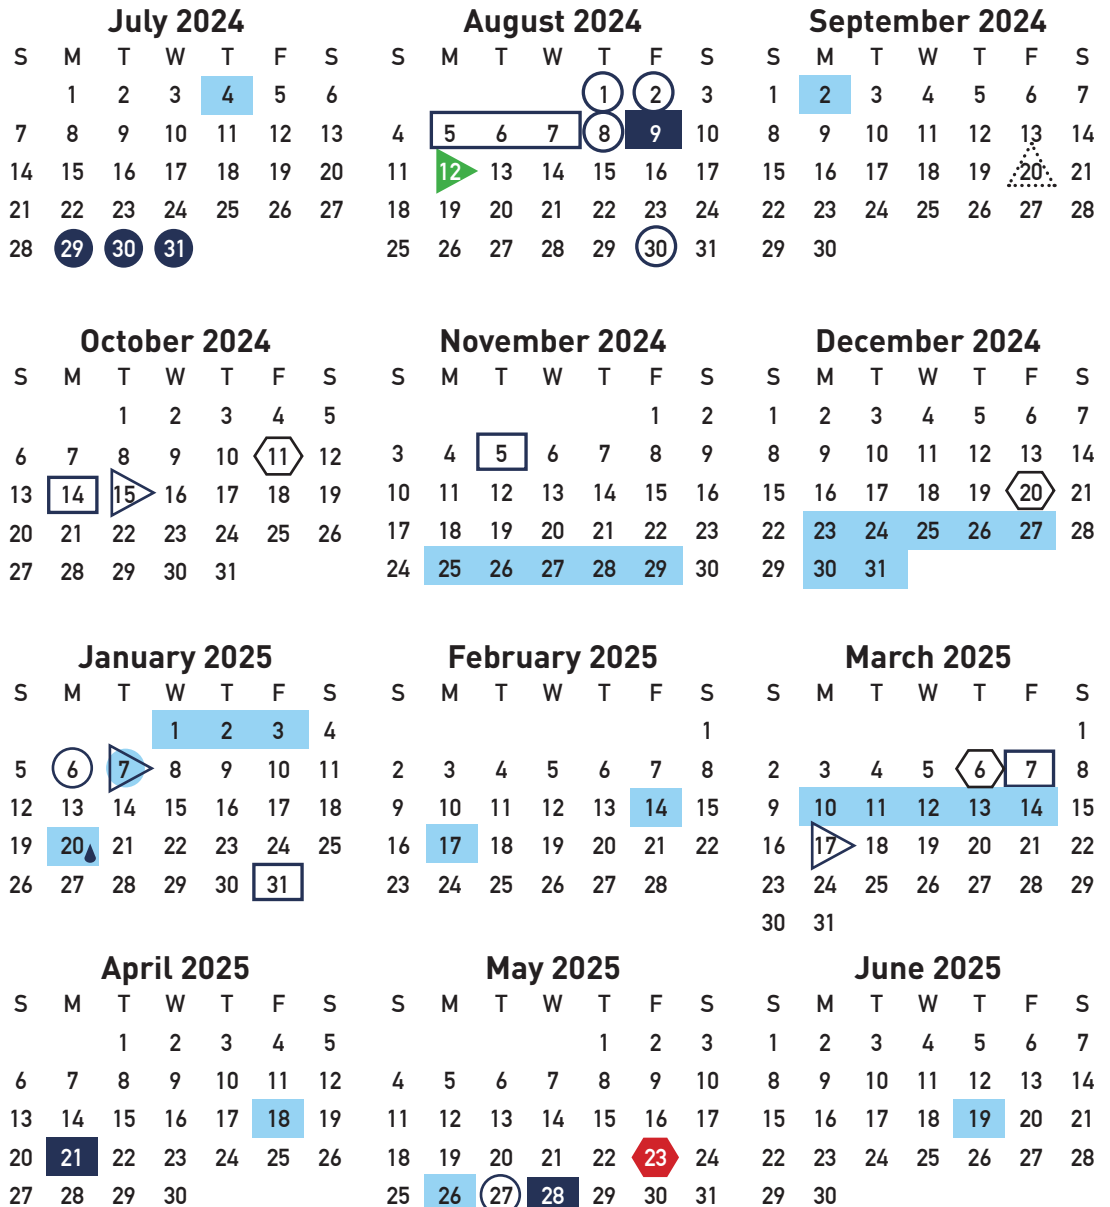 July 2024 August 2024 September 2024
S M T W T F S S M T W T F S S M T W T F S
1 2 3 4 5 6 1 2 3 1 2 3 4 5 6 7
7 8 9 10 11 12 13 4 5 6 7 8 9 10 8 9 10 11 12 13 14
14 15 16 17 18 19 20 11 12 13 14 15 16 17 15 16 17 18 19 20 21
21 22 23 24 25 26 27 18 19 20 21 22 23 24 22 23 24 25 26 27 28
28 29 30 31 25 26 27 28 29 30 31 29 30
October 2024 November 2024 December 2024
S M T W T F S S M T W T F S S M T W T F S
1 2 3 4 5 1 2 1 2 3 4 5 6 7
6 7 8 9 10 11 12 3 4 5 6 7 8 9 8 9 10 11 12 13 14
13 14 15 16 17 18 19 10 11 12 13 14 15 16 15 16 17 18 19 20 21
20 21 22 23 24 25 26 17 18 19 20 21 22 23 22 23 24 25 26 27 28
27 28 29 30 31 24 25 26 27 28 29 30 29 30 31
January 2025 February 2025 March 2025
S M T W T F S S M T W T F S S M T W T F S
1 2 3 4 1 1
5 6 7 8 9 10 11 2 3 4 5 6 7 8 2 3 4 5 6 7 8
12 13 14 15 16 17 18 9 10 11 12 13 14 15 9 10 11 12 13 14 15
19 20 21 22 23 24 25 16 17 18 19 20 21 22 16 17 18 19 20 21 22
26 27 28 29 30 31 23 24 25 26 27 28 23 24 25 26 27 28 29
30 31
April 2025 May 2025 June 2025
S M T W T F S S M T W T F S S M T W T F S
1 2 3 4 5 1 2 3 1 2 3 4 5 6 7
6 7 8 9 10 11 12 4 5 6 7 8 9 10 8 9 10 11 12 13 14
13 14 15 16 17 18 19 11 12 13 14 15 16 17 15 16 17 18 19 20 21
20 21 22 23 24 25 26 18 19 20 21 22 23 24 22 23 24 25 26 27 28
27 28 29 30 25 26 27 28 29 30 31 29 30